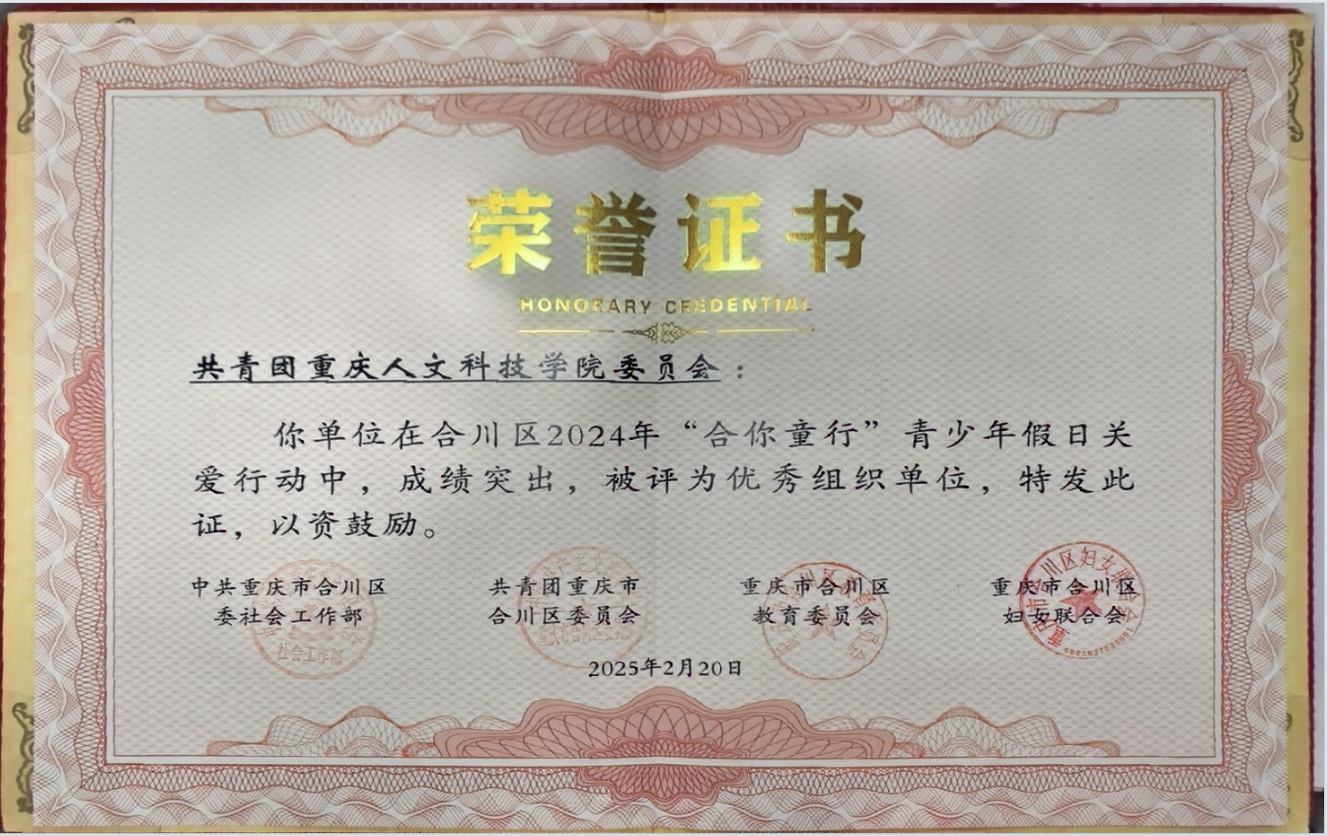 荣誉证书
HONORARY CREDENTIAL
共青团重庆人文科技学院委员会：
你单位在合川区2024年“合你童行”青少年假日关
爱行动中，成绩突出，被评为优秀组织单位，特发此
证，以资鼓励。
中共重庆市合川区
委社会工作部
共青团重庆市
合川区委员会
重庆市合川区
教育委员会
重庆市合川区
妇女联合会
社会工作部
2025年2月20日